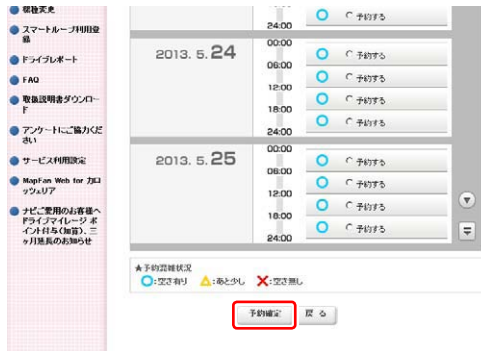 機種変更
スマートループ利用登
録
ドライブレポート
FAQ
取扱説明書ダウンロー
ド
アンケートにご協力くだ
さい
サービス利用設定
MapFan Web for カロ
ッツェリア
ナビご愛用のお客様へ
ドライブマイレージ ポ
イント付与(加算)、三
ヶ月延長のお知らせ
予約する
24:00
2013. 5. 24
00:00
予約する
06:00
予約する
12:00
予約する
18:00
予約する
24:00
2013. 5. 25
00:00
予約する
06:00
予約する
12:00
予約する
18:00
予約する
24:00
★予約混雑状況
:空き有り :あと少し :空き無し
予約確定 戻 る